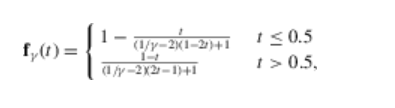 f_γ(t) = { 1 − t / ((1/γ−2)(1−2t)+1)   t ≤ 0.5
1−t / ((1/γ−2)(2t−1)+1)   t > 0.5,